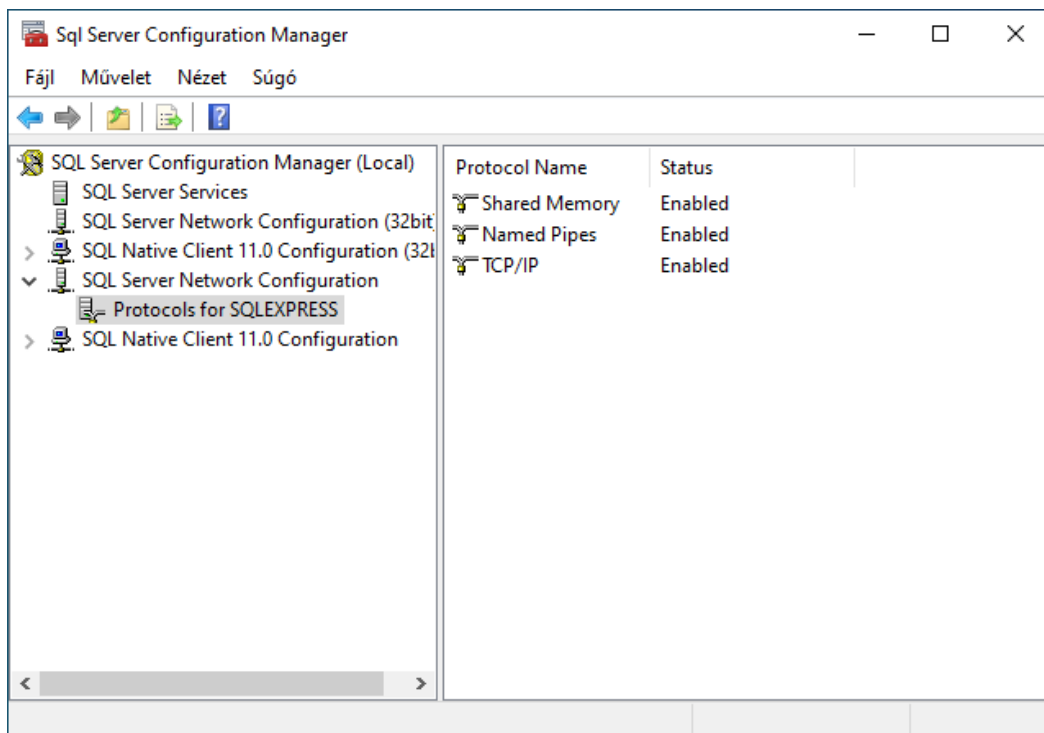 Sql Server Configuration Manager
Fájl Művelet Nézet Súgó
SQL Server Configuration Manager (Local)
SQL Server Services
SQL Server Network Configuration (32bit
SQL Native Client 11.0 Configuration (32b
SQL Server Network Configuration
Protocols for SQLEXPRESS
SQL Native Client 11.0 Configuration
Protocol Name Status
Shared Memory Enabled
Named Pipes Enabled
TCP/IP Enabled